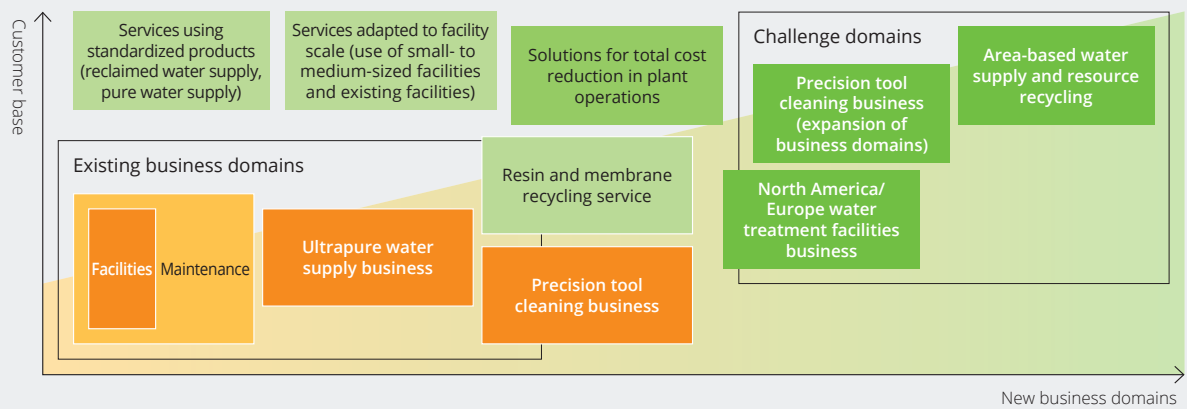 Customer base
Services using
standardized products
(reclaimed water supply,
pure water supply)
Services adapted to facility
scale (use of small- to
medium-sized facilities
and existing facilities)
Solutions for total cost
reduction in plant
operations
Challenge domains
Precision tool
cleaning business
(expansion of
business domains)
Area-based water
supply and resource
recycling
North America/
Europe water
treatment facilities
business
Existing business domains
Facilities
Maintenance
Ultrapure water
supply business
Resin and membrane
recycling service
Precision tool
cleaning business
New business domains